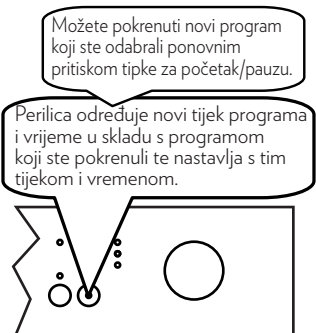 Možete pokrenuti novi program
koji ste odabrali ponovnim
pritiskom tipke za početak/pauzu.
Perilica određuje novi tijek programa
i vrijeme u skladu s programom
koji ste pokrenuli te nastavlja s tim
tijekom i vremenom.